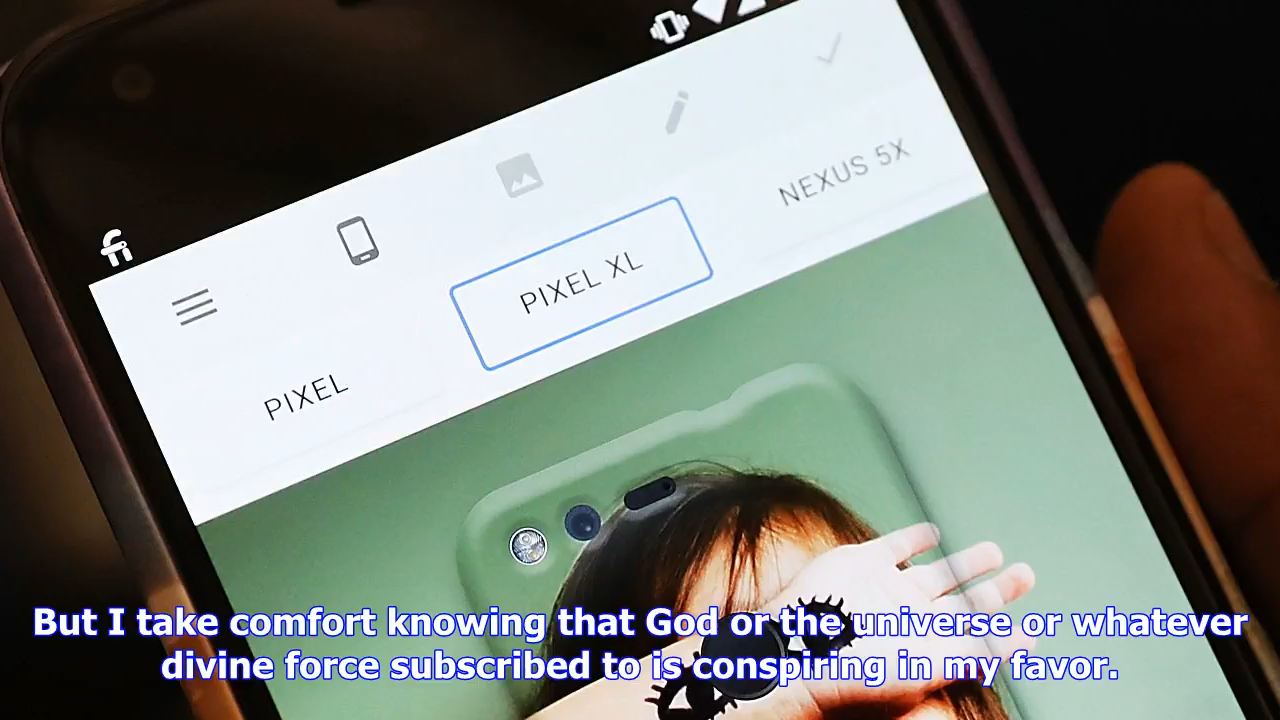 NEXUS 5X
PIXEL XL
PIXEL
But I take comfort knowing that God or the universe or whatever
divine force subscribed to is conspiring in my favor.